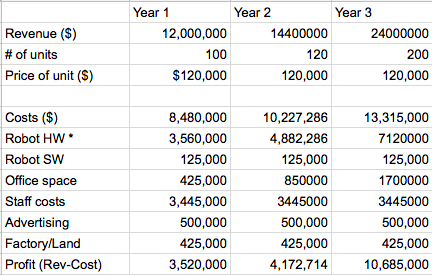 Year 1 Year 2 Year 3
Revenue ($) 12,000,000 14400000 24000000
# of units 100 120 200
Price of unit ($) $120,000 120,000 120,000
Costs ($) 8,480,000 10,227,286 13,315,000
Robot HW * 3,560,000 4,882,286 7120000
Robot SW 125,000 125,000 125,000
Office space 425,000 850000 1700000
Staff costs 3,445,000 3445000 3445000
Advertising 500,000 500,000 500,000
Factory/Land 425,000 425,000 425,000
Profit (Rev-Cost) 3,520,000 4,172,714 10,685,000